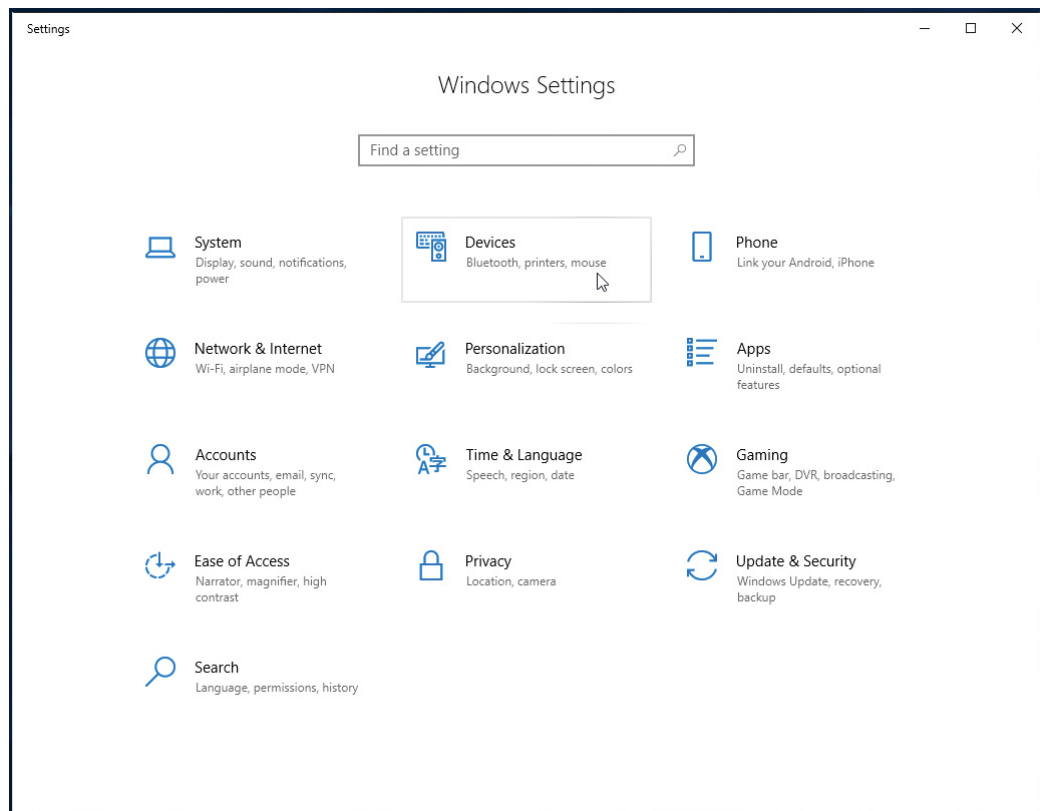 Settings
Windows Settings
Find a setting
System
Display, sound, notifications,
power
Devices
Bluetooth, printers, mouse
Phone
Link your Android, iPhone
Network & Internet
Wi-Fi, airplane mode, VPN
Personalization
Background, lock screen, colors
Apps
Uninstall, defaults, optional
features
Accounts
Your accounts, email, sync,
work, other people
Time & Language
Speech, region, date
Gaming
Game bar, DVR, broadcasting,
Game Mode
Ease of Access
Narrator, magnifier, high
contrast
Privacy
Location, camera
Update & Security
Windows Update, recovery,
backup
Search
Language, permissions, history